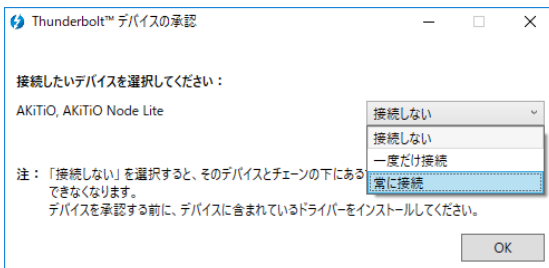 Thunderbolt™ デバイスの承認
接続したいデバイスを選択してください：
AKiTiO, AKiTiO Node Lite
接続しない
接続しない
一度だけ接続
常に接続
注： 「接続しない」を選択すると、そのデバイスとチェーンの下にある
できなくなります。
デバイスを承認する前に、デバイスに含まれているドライバーをインストールしてください。
OK